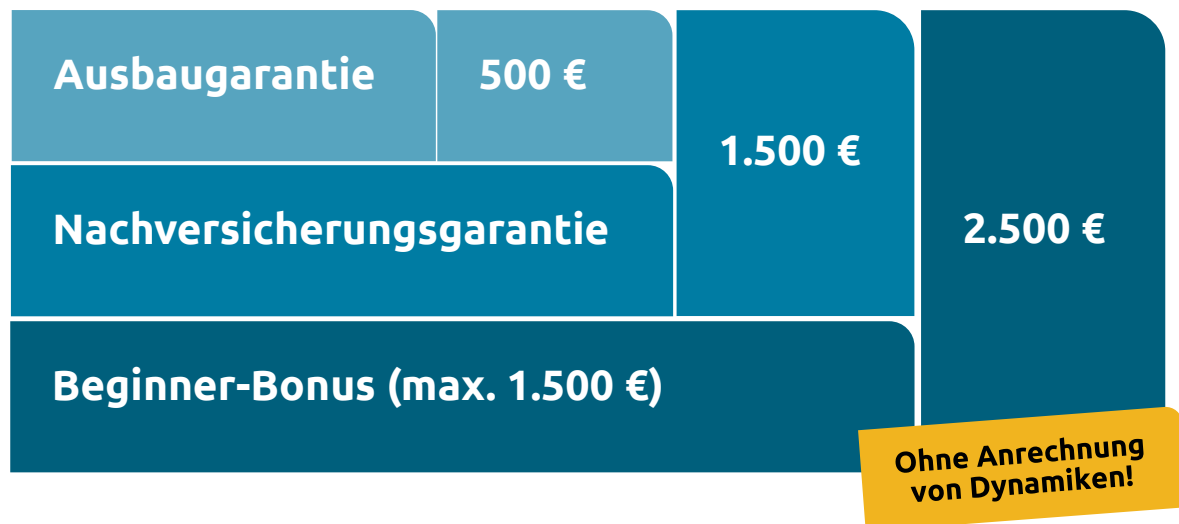 Ausbaugarantie
500 €
1.500 €
Nachversicherungsgarantie
2.500 €
Beginner-Bonus (max. 1.500 €)
Ohne Anrechnung
von Dynamiken!